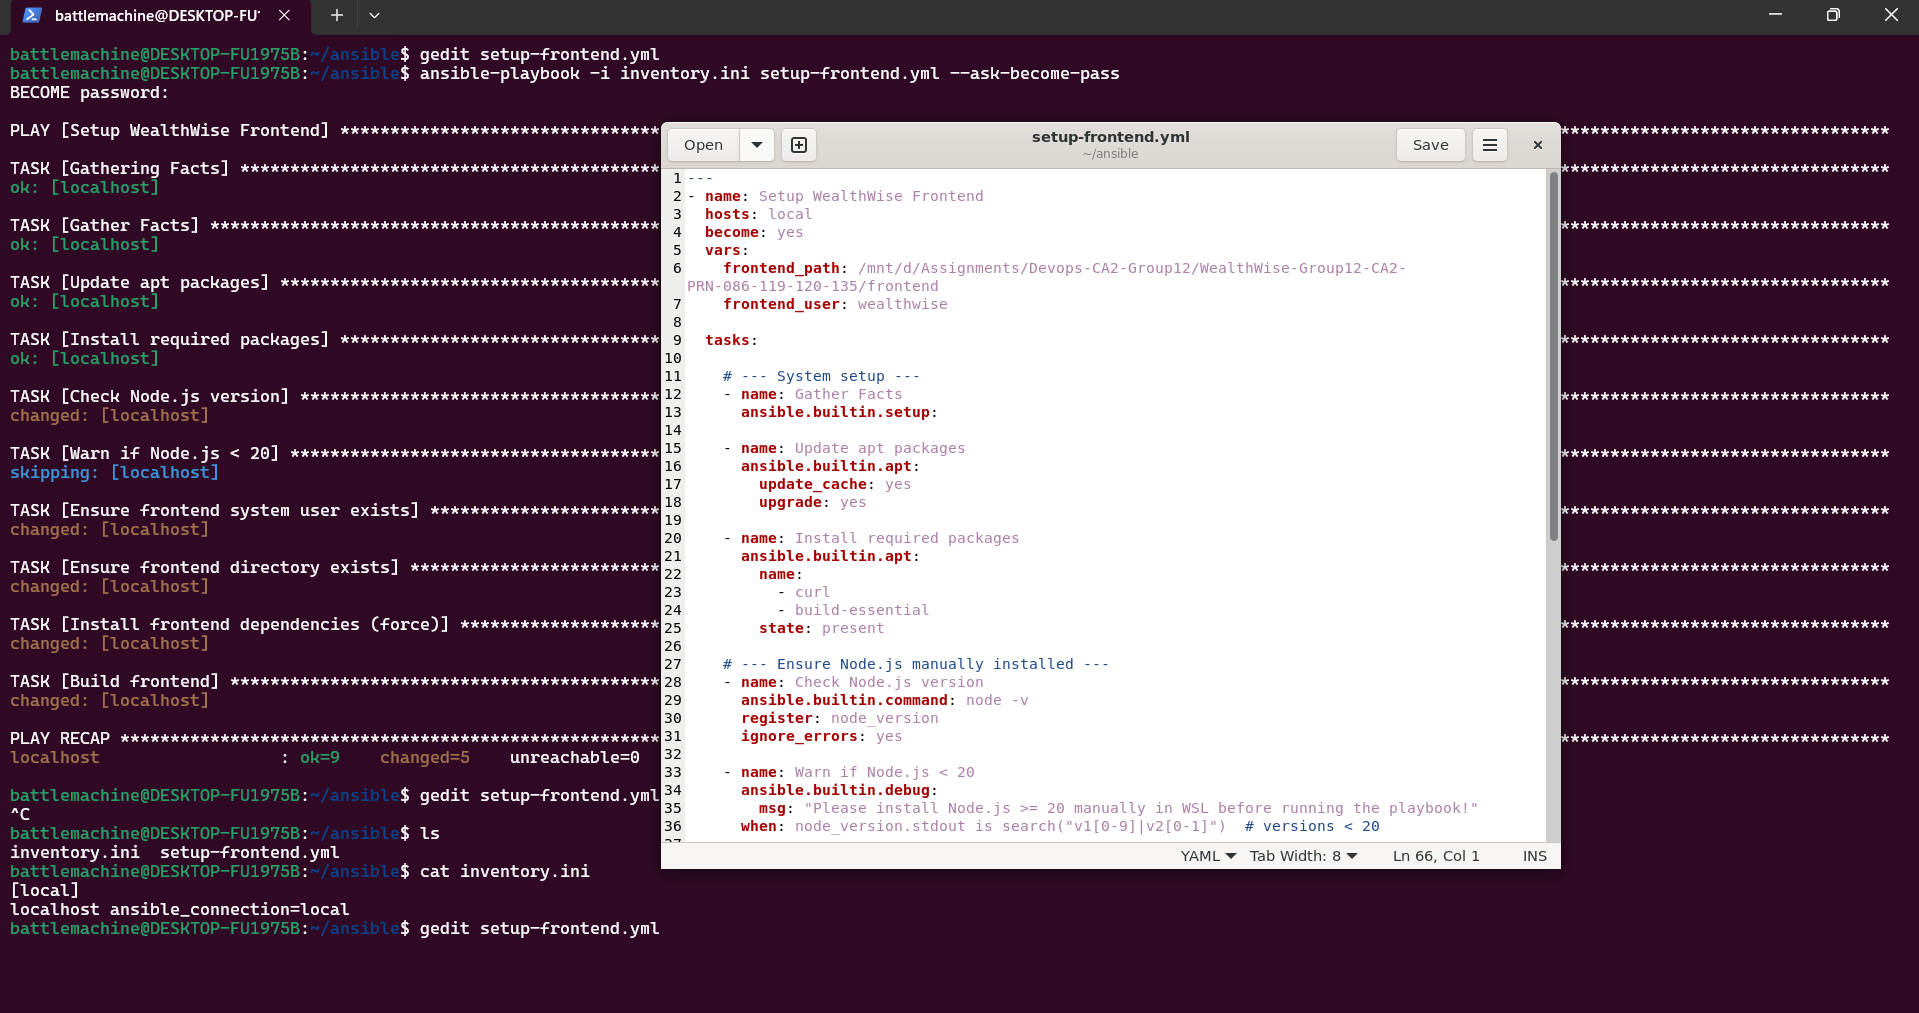 battlemachine@DESKTOP-FU1
battlemachine@DESKTOP-FU1975B:~/ansible$ gedit setup-frontend.yml
battlemachine@DESKTOP-FU1975B:~/ansible$ ansible-playbook -i inventory.ini setup-frontend.yml --ask-become-pass
BECOME password:
PLAY [Setup WealthWise Frontend] ********************************
TASK [Gathering Facts] ******************************************
ok: [localhost]
TASK [Gather Facts] *********************************************
ok: [localhost]
TASK [Update apt packages] **************************************
ok: [localhost]
TASK [Install required packages] ********************************
ok: [localhost]
TASK [Check Node.js version] ************************************
changed: [localhost]
TASK [Warn if Node.js < 20] *************************************
skipping: [localhost]
TASK [Ensure frontend system user exists] ***********************
changed: [localhost]
TASK [Ensure frontend directory exists] *************************
changed: [localhost]
TASK [Install frontend dependencies (force)] ********************
changed: [localhost]
TASK [Build frontend] *******************************************
changed: [localhost]
PLAY RECAP ******************************************************
localhost : ok=9 changed=5 unreachable=0
battlemachine@DESKTOP-FU1975B:~/ansible$ gedit setup-frontend.yml
^C
battlemachine@DESKTOP-FU1975B:~/ansible$ ls
inventory.ini setup-frontend.yml
battlemachine@DESKTOP-FU1975B:~/ansible$ cat inventory.ini
[local]
localhost ansible_connection=local
battlemachine@DESKTOP-FU1975B:~/ansible$ gedit setup-frontend.yml
Open
setup-frontend.yml
~/ansible
Save
1 ---
2 - name: Setup WealthWise Frontend
3 hosts: local
4 become: yes
5 vars:
6 frontend_path: /mnt/d/Assignments/Devops-CA2-Group12/WealthWise-Group12-CA2-
PRN-086-119-120-135/frontend
7 frontend_user: wealthwise
8
9 tasks:
10
11 # --- System setup ---
12 - name: Gather Facts
13 ansible.builtin.setup:
14
15 - name: Update apt packages
16 ansible.builtin.apt:
17 update_cache: yes
18 upgrade: yes
19
20 - name: Install required packages
21 ansible.builtin.apt:
22 name:
23 - curl
24 - build-essential
25 state: present
26
27 # --- Ensure Node.js manually installed ---
28 - name: Check Node.js version
29 ansible.builtin.command: node -v
30 register: node_version
31 ignore_errors: yes
32
33 - name: Warn if Node.js < 20
34 ansible.builtin.debug:
35 msg: "Please install Node.js >= 20 manually in WSL before running the playbook!"
36 when: node_version.stdout is search("v1[0-9]|v2[0-1]") # versions < 20
YAML Tab Width: 8 Ln 66, Col 1 INS